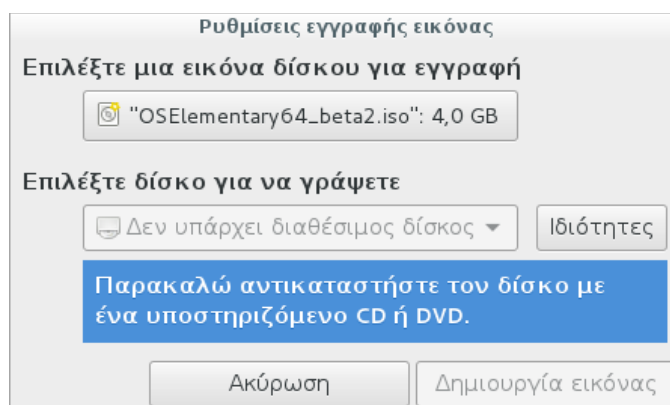 Ρυθμίσεις εγγραφής εικόνας
Επιλέξτε μια εικόνα δίσκου για εγγραφή
"OSElementary64_beta2.iso": 4,0 GB
Επιλέξτε δίσκο για να γράψετε
Δεν υπάρχει διαθέσιμος δίσκος
Ιδιότητες
Παρακαλώ αντικαταστήστε τον δίσκο με
ένα υποστηριζόμενο CD ή DVD.
Ακύρωση
Δημιουργία εικόνας